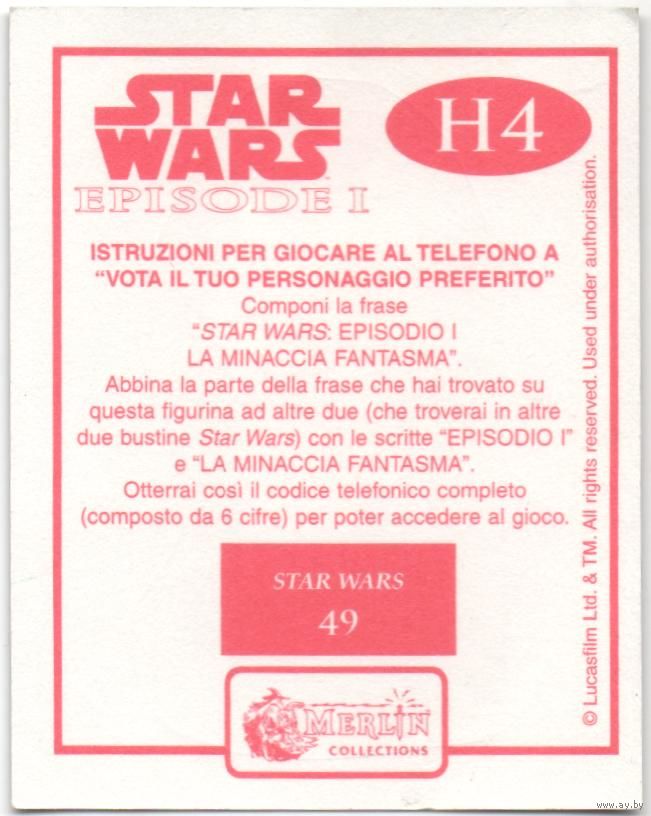 STAR
WARS
EPISODE I
H4
ISTRUZIONI PER GIOCARE AL TELEFONO A
“VOTA IL TUO PERSONAGGIO PREFERITO”
Componi la frase
“STAR WARS: EPISODIO I
LA MINACCIA FANTASMA”.
Abbina la parte della frase che hai trovato su
questa figurina ad altre due (che troverai in altre
due bustine Star Wars) con le scritte “EPISODIO I”
e “LA MINACCIA FANTASMA”.
Otterrai così il codice telefonico completo
(composto da 6 cifre) per poter accedere al gioco.
STAR WARS
49
MERLIN
COLLECTIONS
© Lucasfilm Ltd. & TM. All rights reserved. Used under authorisation.
www.ay.by